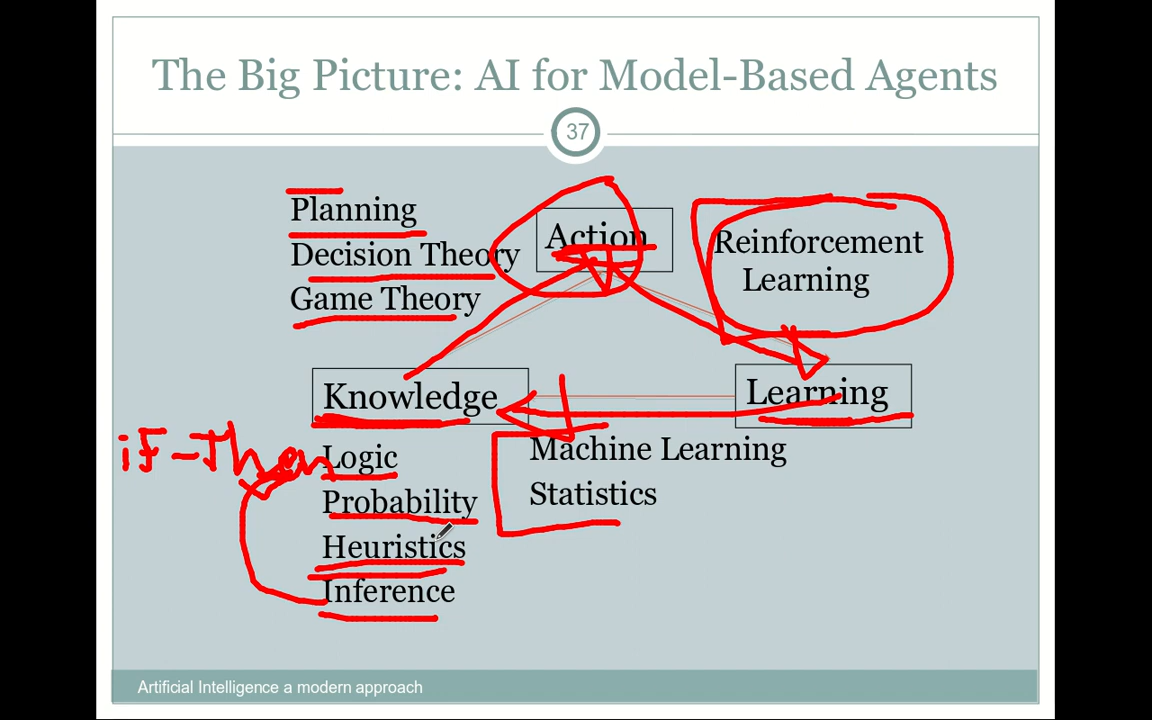 The Big Picture: AI for Model-Based Agents
37
Planning
Decision Theory
Game Theory
Action
Reinforcement
Learning
Knowledge
Learning
if-Then
Logic
Probability
Heuristics
Inference
Machine Learning
Statistics
Artificial Intelligence a modern approach